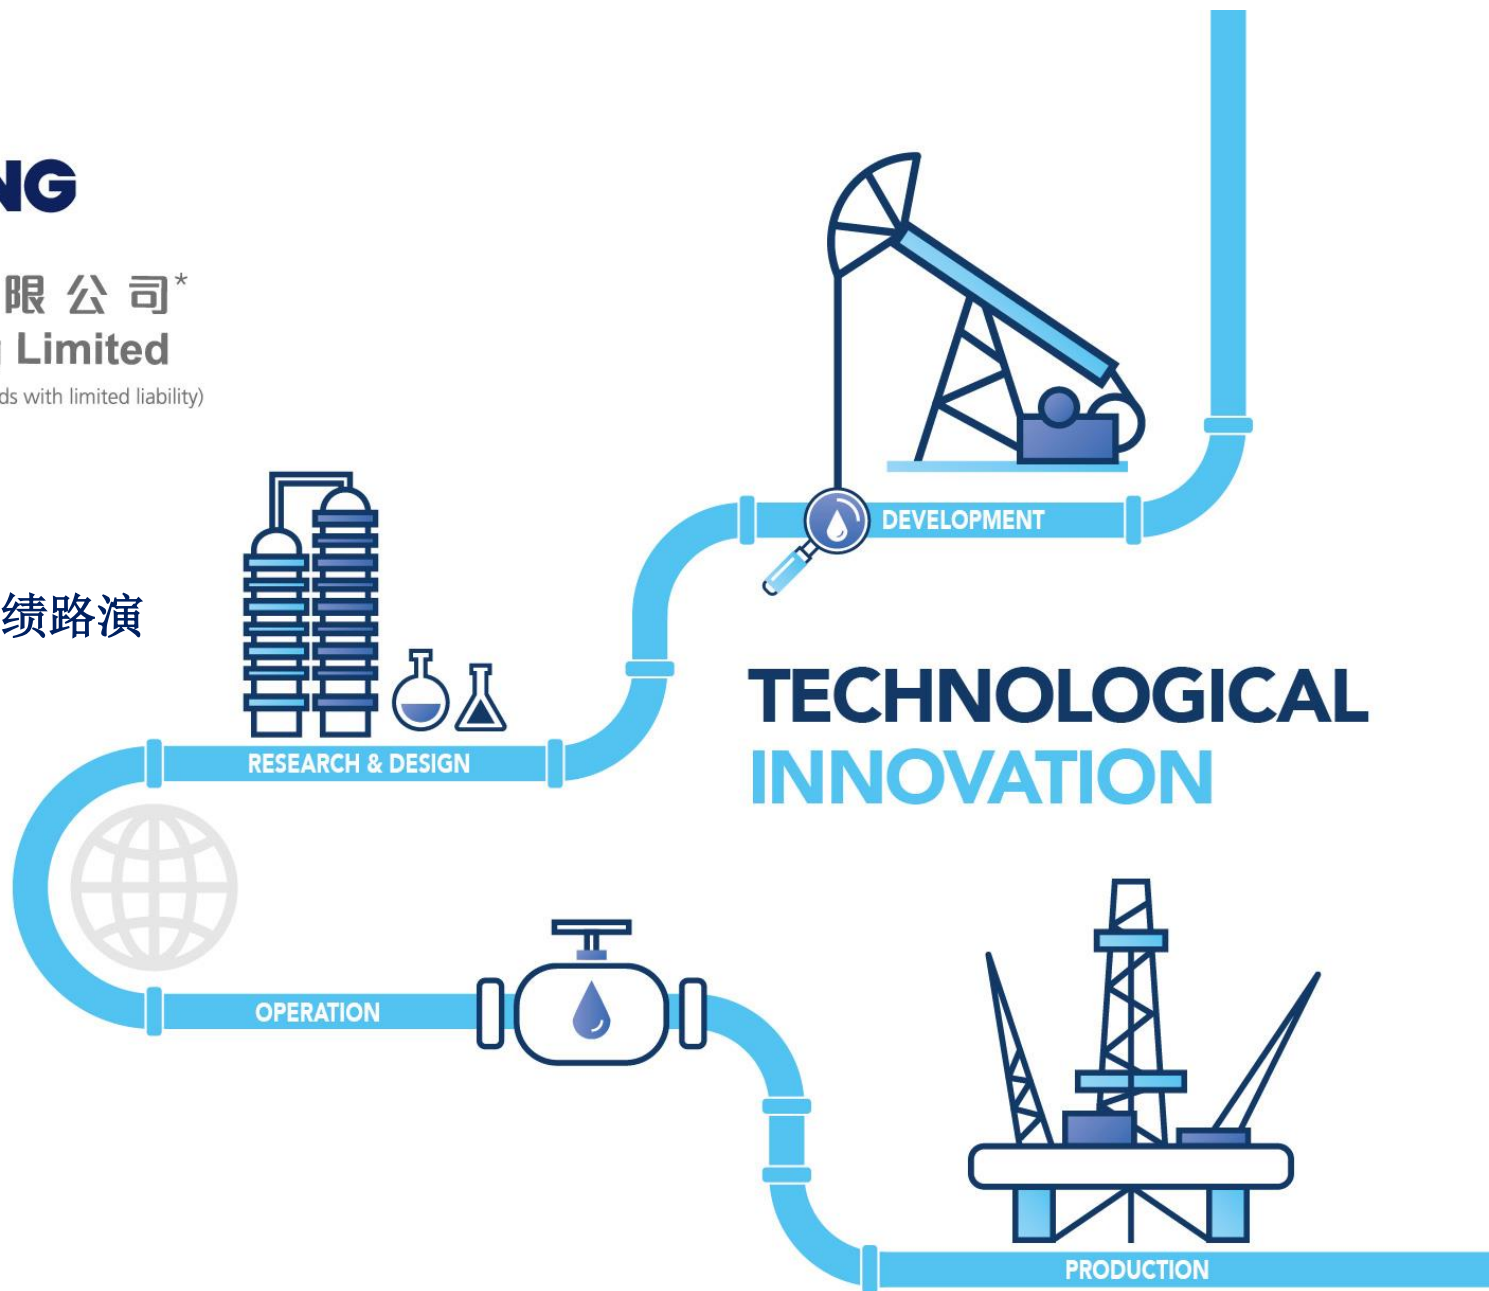 NG
限公司*
Limited
ds with limited liability)
绩路演
DEVELOPMENT
TECHNOLOGICAL
INNOVATION
RESEARCH & DESIGN
OPERATION
PRODUCTION